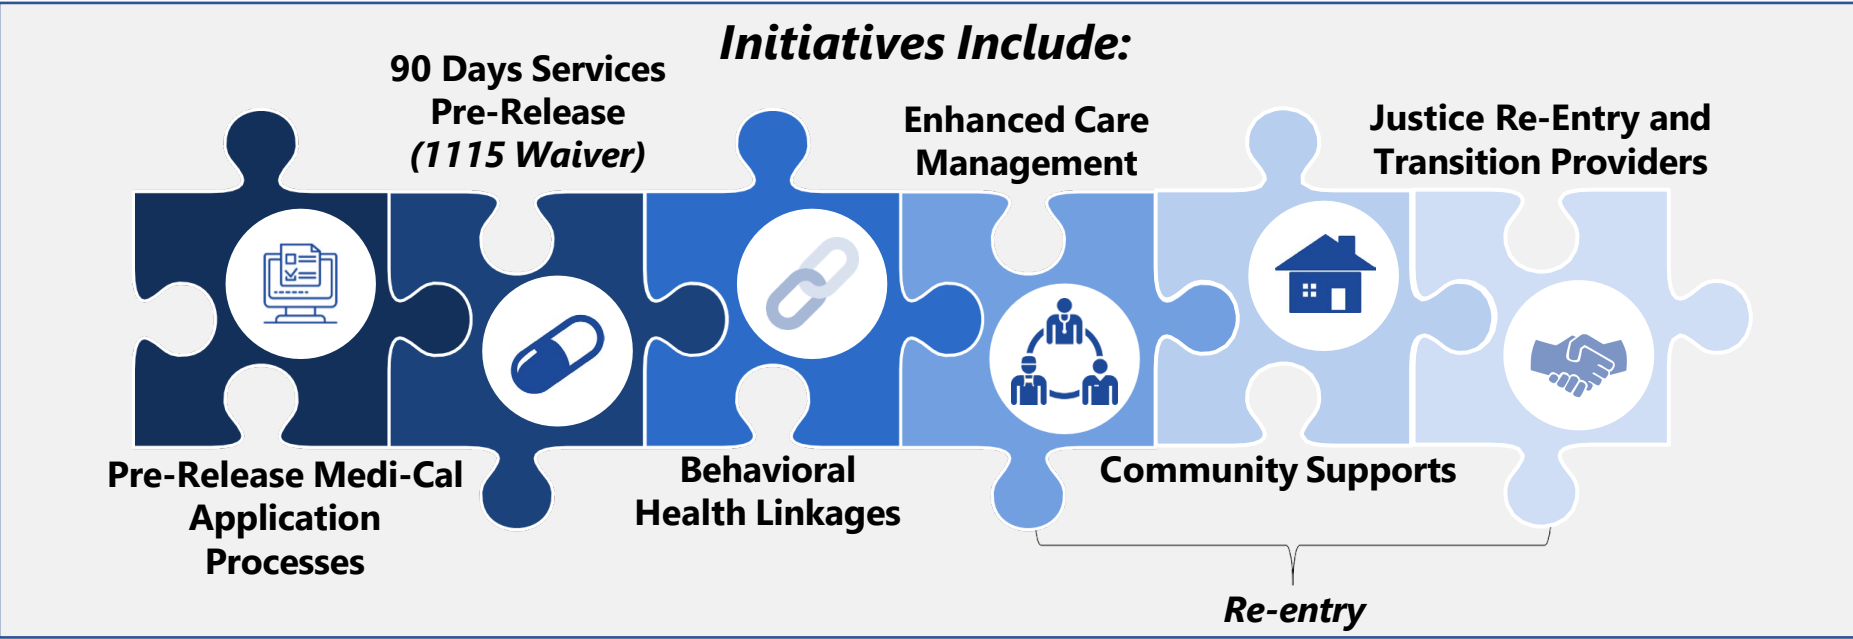 Initiatives Include:
90 Days Services
Pre-Release
(1115 Waiver)
Enhanced Care
Management
Justice Re-Entry and
Transition Providers
Pre-Release Medi-Cal
Application
Processes
Behavioral
Health Linkages
Community Supports
Re-entry